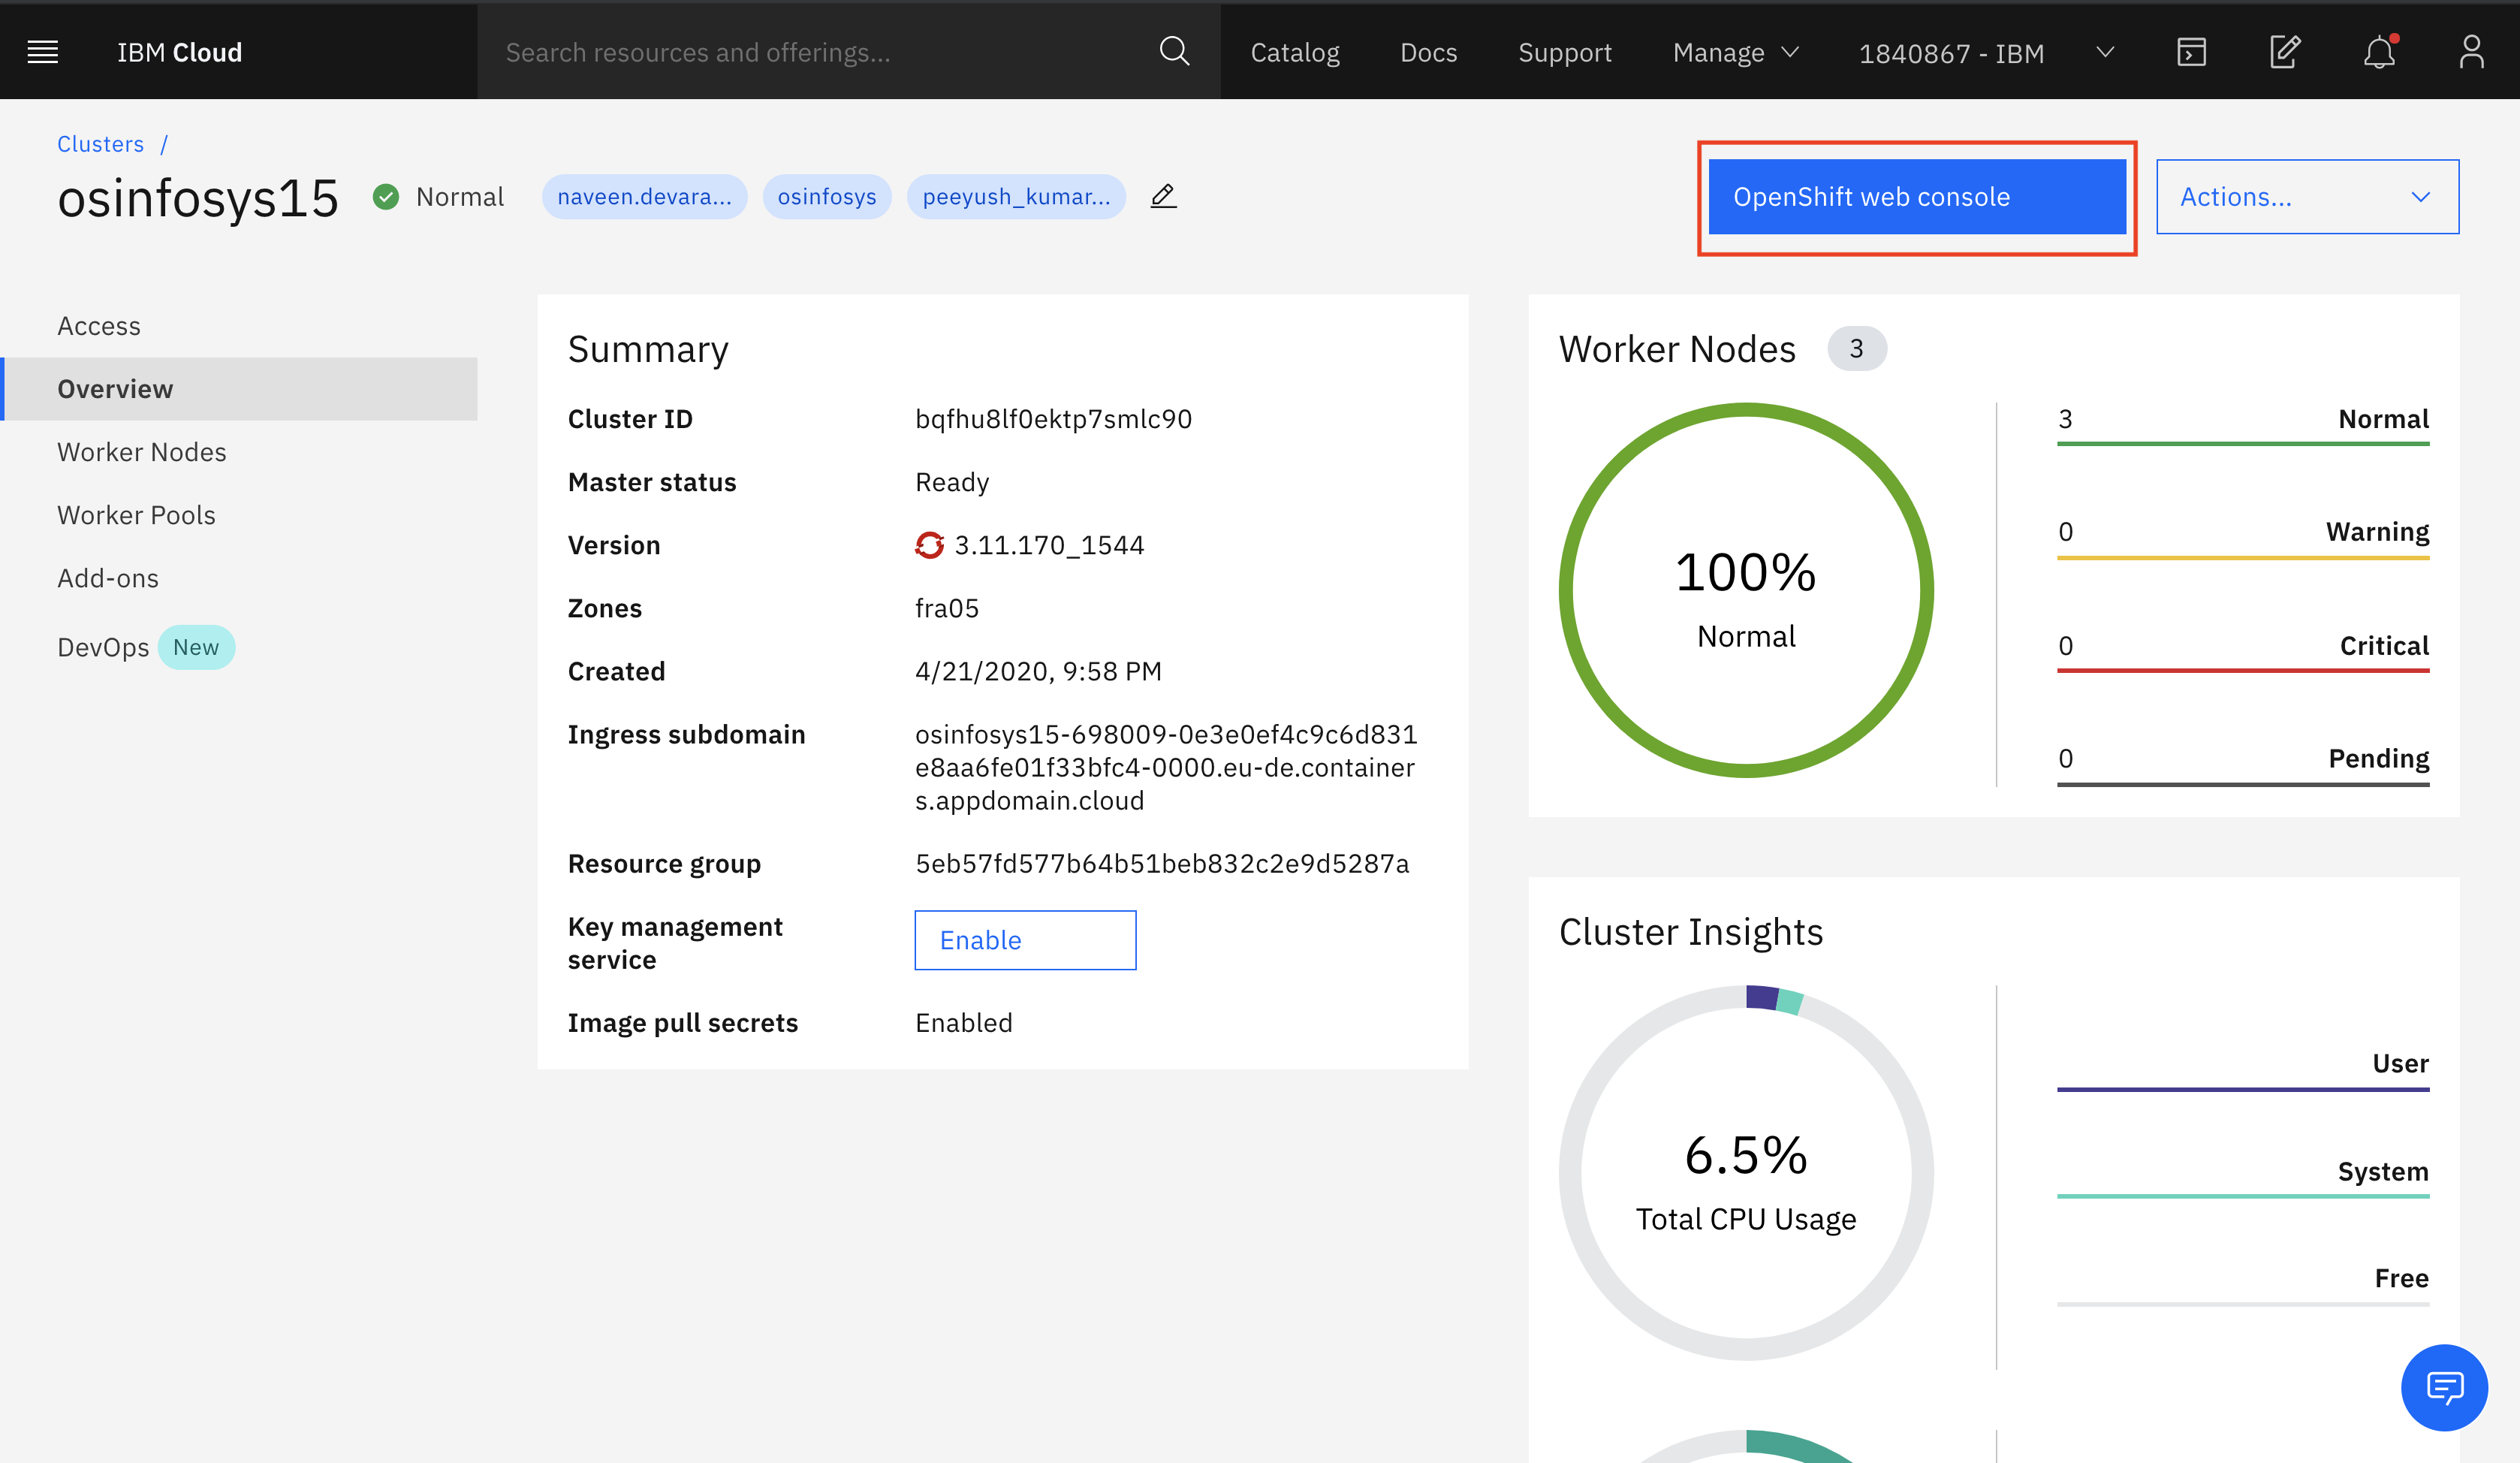 IBM Cloud
Search resources and offerings...
Catalog
Docs
Support
Manage
1840867 - IBM
Clusters /
osinfosys15
Normal
naveen.devara...
osinfosys
peeyush_kumar...
OpenShift web console
Actions...
Access
Overview
Worker Nodes
Worker Pools
Add-ons
DevOps New
Summary
Cluster ID bqfhu8lf0ektp7smlc90
Master status Ready
Version 3.11.170_1544
Zones fra05
Created 4/21/2020, 9:58 PM
Ingress subdomain osinfosys15-698009-0e3e0ef4c9c6d831
e8aa6fe01f33bfc4-0000.eu-de.container
s.appdomain.cloud
Resource group 5eb57fd577b64b51beb832c2e9d5287a
Key management
service
Enable
Image pull secrets Enabled
Worker Nodes 3
100%
Normal
3 Normal
0 Warning
0 Critical
0 Pending
Cluster Insights
6.5%
Total CPU Usage
User
System
Free